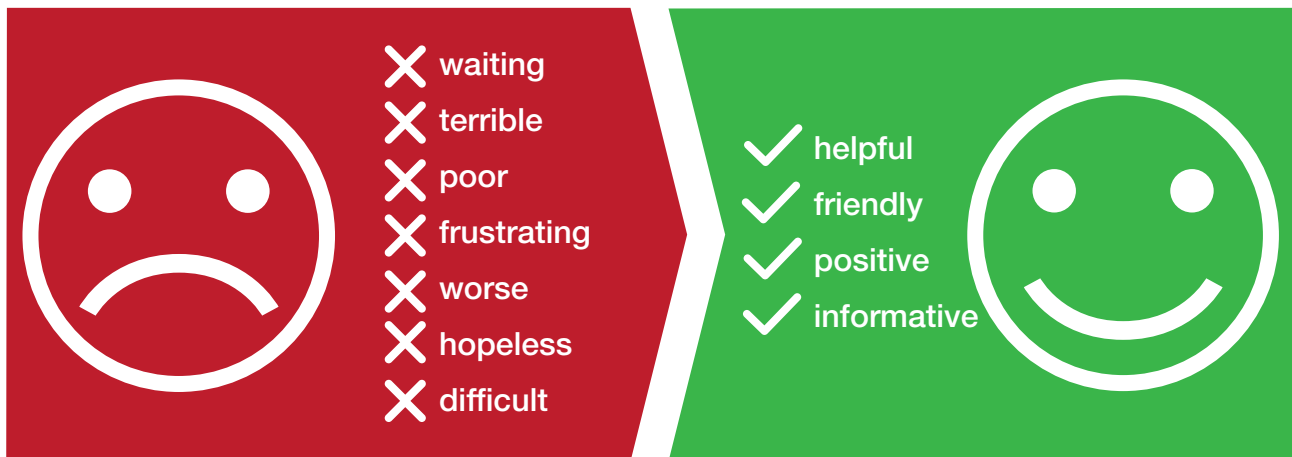 waiting
terrible
poor
frustrating
worse
hopeless
difficult
helpful
friendly
positive
informative